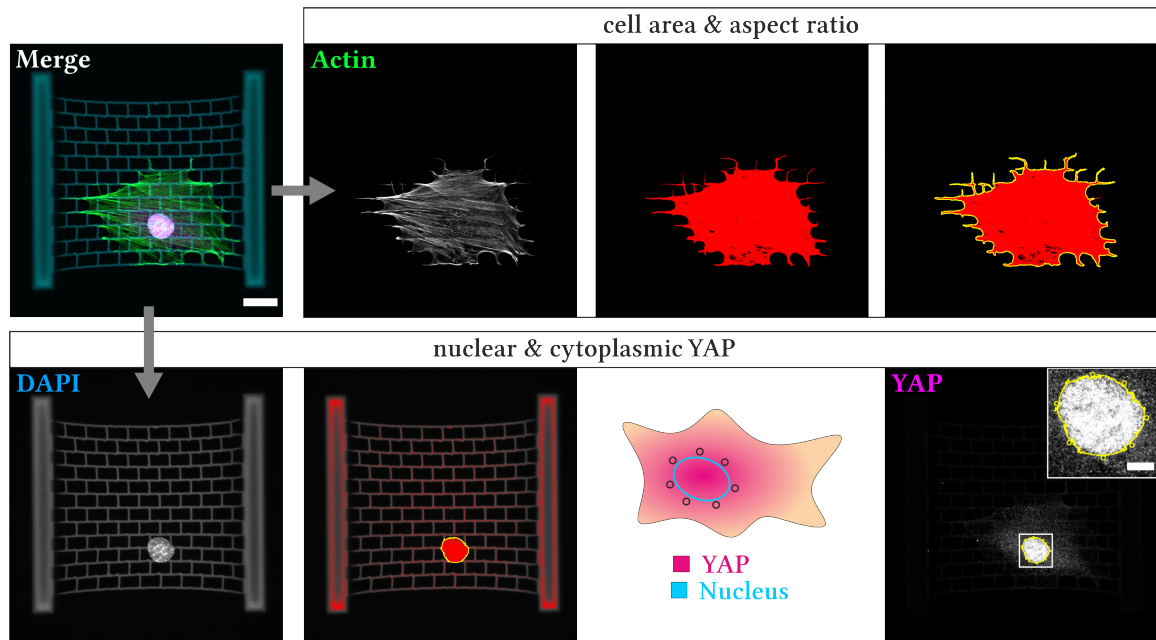 cell area & aspect ratio
Merge
Actin
nuclear & cytoplasmic YAP
DAPI
YAP
YAP
Nucleus